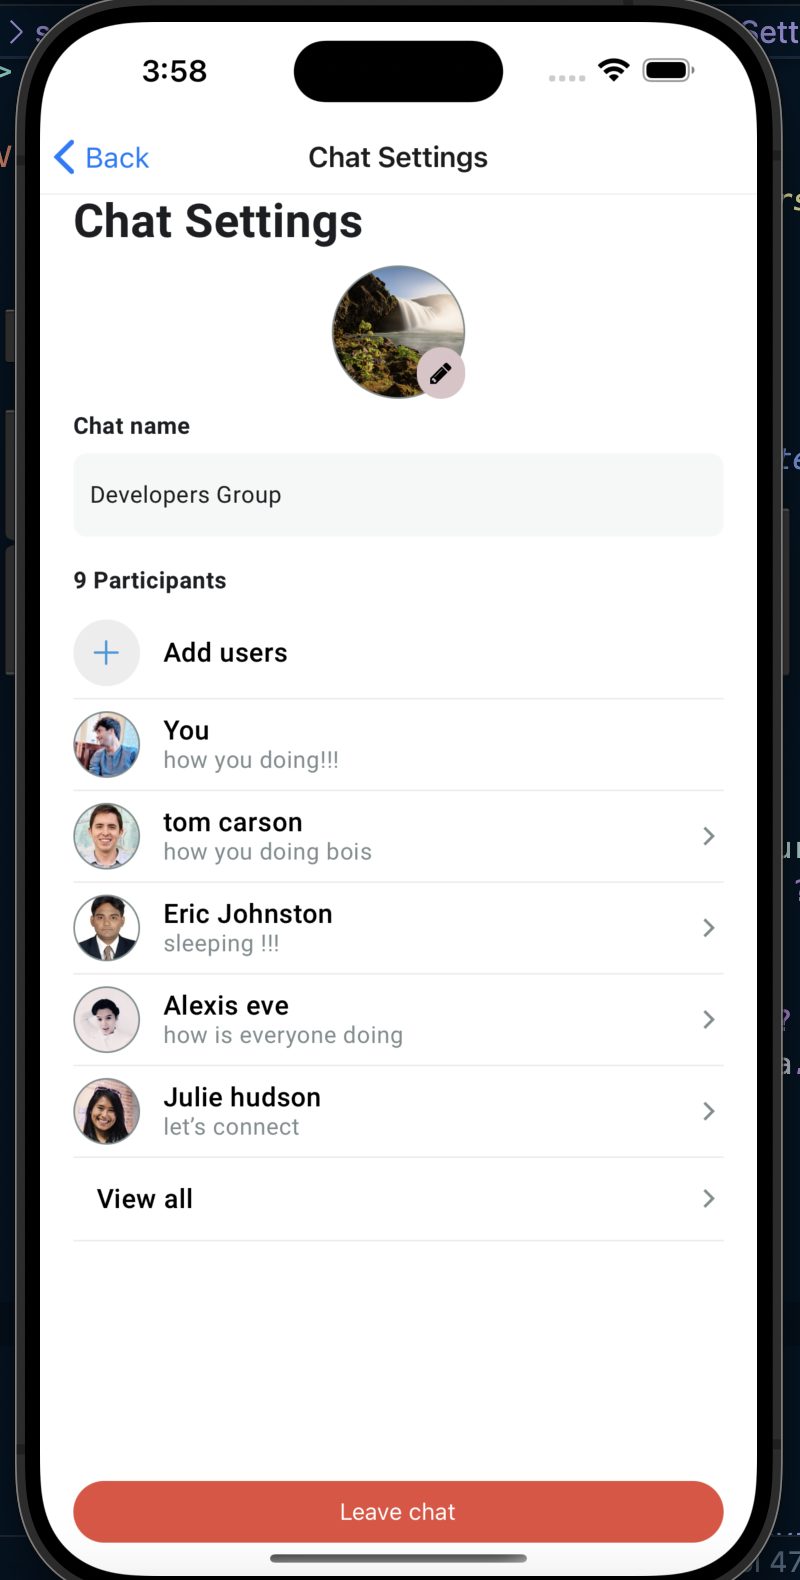 3:58
Back
Chat Settings
Chat Settings
Chat name
Developers Group
9 Participants
Add users
You
how you doing!!!
tom carson
how you doing bois
Eric Johnston
sleeping !!!
Alexis eve
how is everyone doing
Julie hudson
let's connect
View all
Leave chat